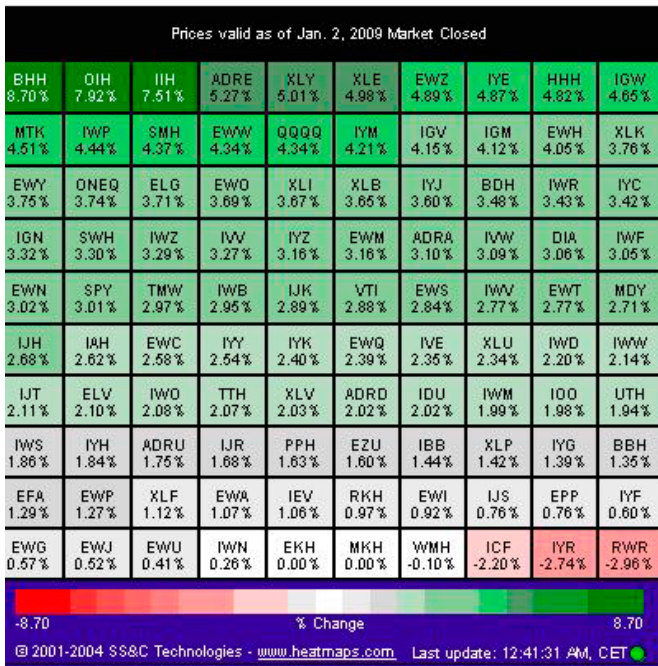 Prices valid as of Jan. 2, 2009 Market Closed
BHH OIH IIH ADRE XLY XLE EWZ IYE HHH IGW
8.70% 7.92% 7.51% 5.27% 5.01% 4.98% 4.89% 4.87% 4.82% 4.65%
MTK IWP SMH EWW QQQQ IYM IGV IGM EWH XLK
4.51% 4.44% 4.37% 4.34% 4.34% 4.21% 4.15% 4.12% 4.05% 3.76%
EWY ONEQ ELG EWO XLI XLB IYJ BDH IWR IYC
3.75% 3.74% 3.71% 3.69% 3.67% 3.65% 3.60% 3.48% 3.43% 3.42%
IGN SWH IWZ IVV IYZ EWM ADRA IVW DIA IWF
3.32% 3.30% 3.29% 3.27% 3.16% 3.16% 3.10% 3.09% 3.06% 3.05%
EWN SPY TMW IWB IJK VTI EWS IWV EWT MDY
3.02% 3.01% 2.97% 2.95% 2.89% 2.88% 2.84% 2.77% 2.77% 2.71%
IJH IAH EWC IYY IYK EWQ IVE XLU IWD IWW
2.68% 2.62% 2.58% 2.54% 2.40% 2.39% 2.35% 2.34% 2.20% 2.14%
IJT ELV IWO TTH XLV ADRD IDU IWM IOO UTH
2.11% 2.10% 2.08% 2.07% 2.03% 2.02% 2.02% 1.99% 1.98% 1.94%
IWS IYH ADRU IJR PPH EZU IBB XLP IYG BBH
1.86% 1.84% 1.75% 1.68% 1.63% 1.60% 1.44% 1.42% 1.39% 1.35%
EFA EWP XLF EWA IEV RKH EWI IJS EPP IYF
1.29% 1.27% 1.12% 1.07% 1.06% 0.97% 0.92% 0.76% 0.76% 0.60%
EWG EWJ EWU IWN EKH MKH WMH ICF IYR RWR
0.57% 0.52% 0.41% 0.26% 0.00% 0.00% -0.10% -2.20% -2.74% -2.96%
-8.70 % Change 8.70
© 2001-2004 SS&C Technologies - www.heatmaps.com Last update: 12:41:31 AM, CET